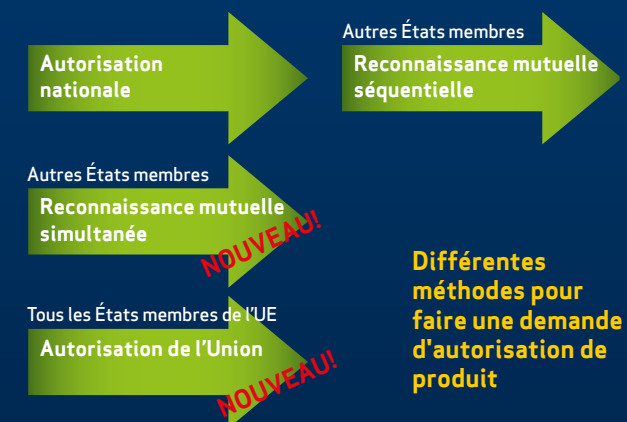 Autorisation
nationale
Autres États membres
Reconnaissance mutuelle
séquentielle
Autres États membres
Reconnaissance mutuelle
simultanée
NOUVEAU!
Tous les États membres de l'UE
Autorisation de l'Union
NOUVEAU!
Différentes
méthodes pour
faire une demande
d'autorisation de
produit